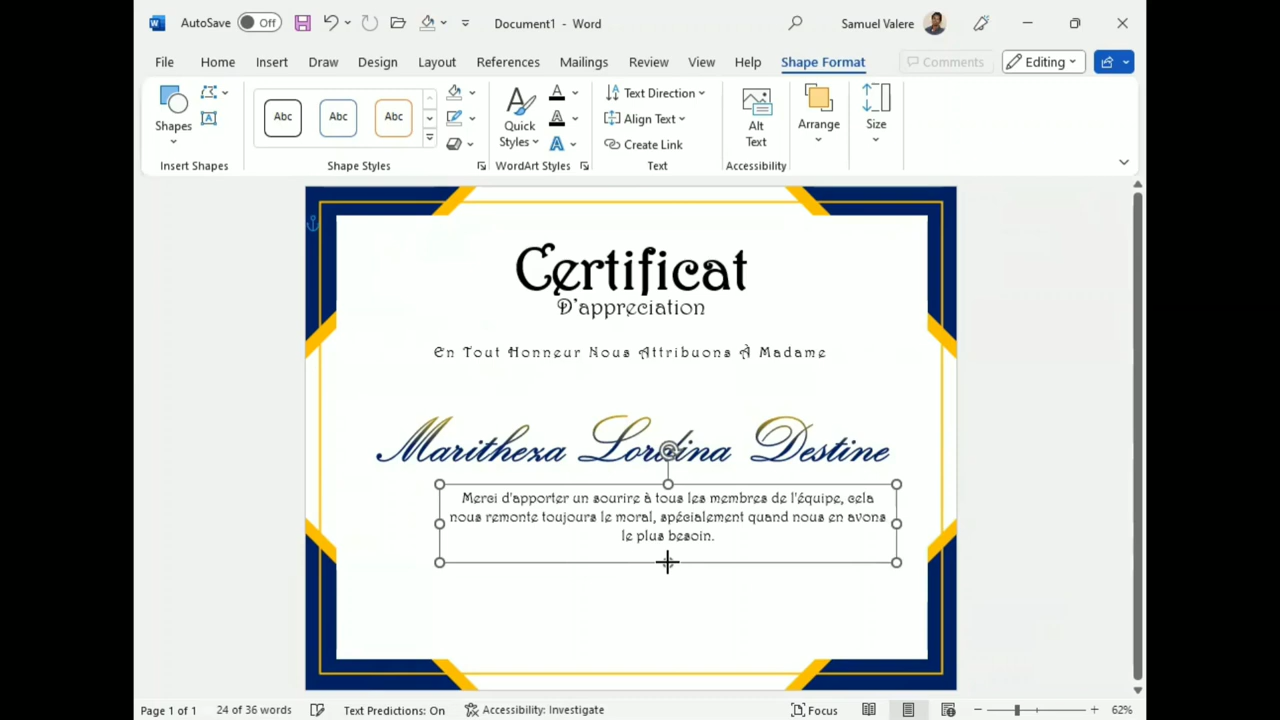 AutoSave Off Document1 - Word Samuel Valere
File Home Insert Draw Design Layout References Mailings Review View Help Shape Format Comments Editing
Shapes
Insert Shapes
Abc Abc Abc
Shape Styles
Quick Styles
WordArt Styles
Text Direction
Align Text
Create Link
Text
Alt Text
Accessibility
Arrange
Size
Certificat
D'appreciation
En Tout Honneur Nous Attribuons À Madame
Maritheza Lordina Destine
Merci d'apporter un sourire à tous les membres de l'équipe, cela
nous remonte toujours le moral, spécialement quand nous en avons
le plus besoin.
Page 1 of 1 24 of 36 words Text Predictions: On Accessibility: Investigate Focus 62%